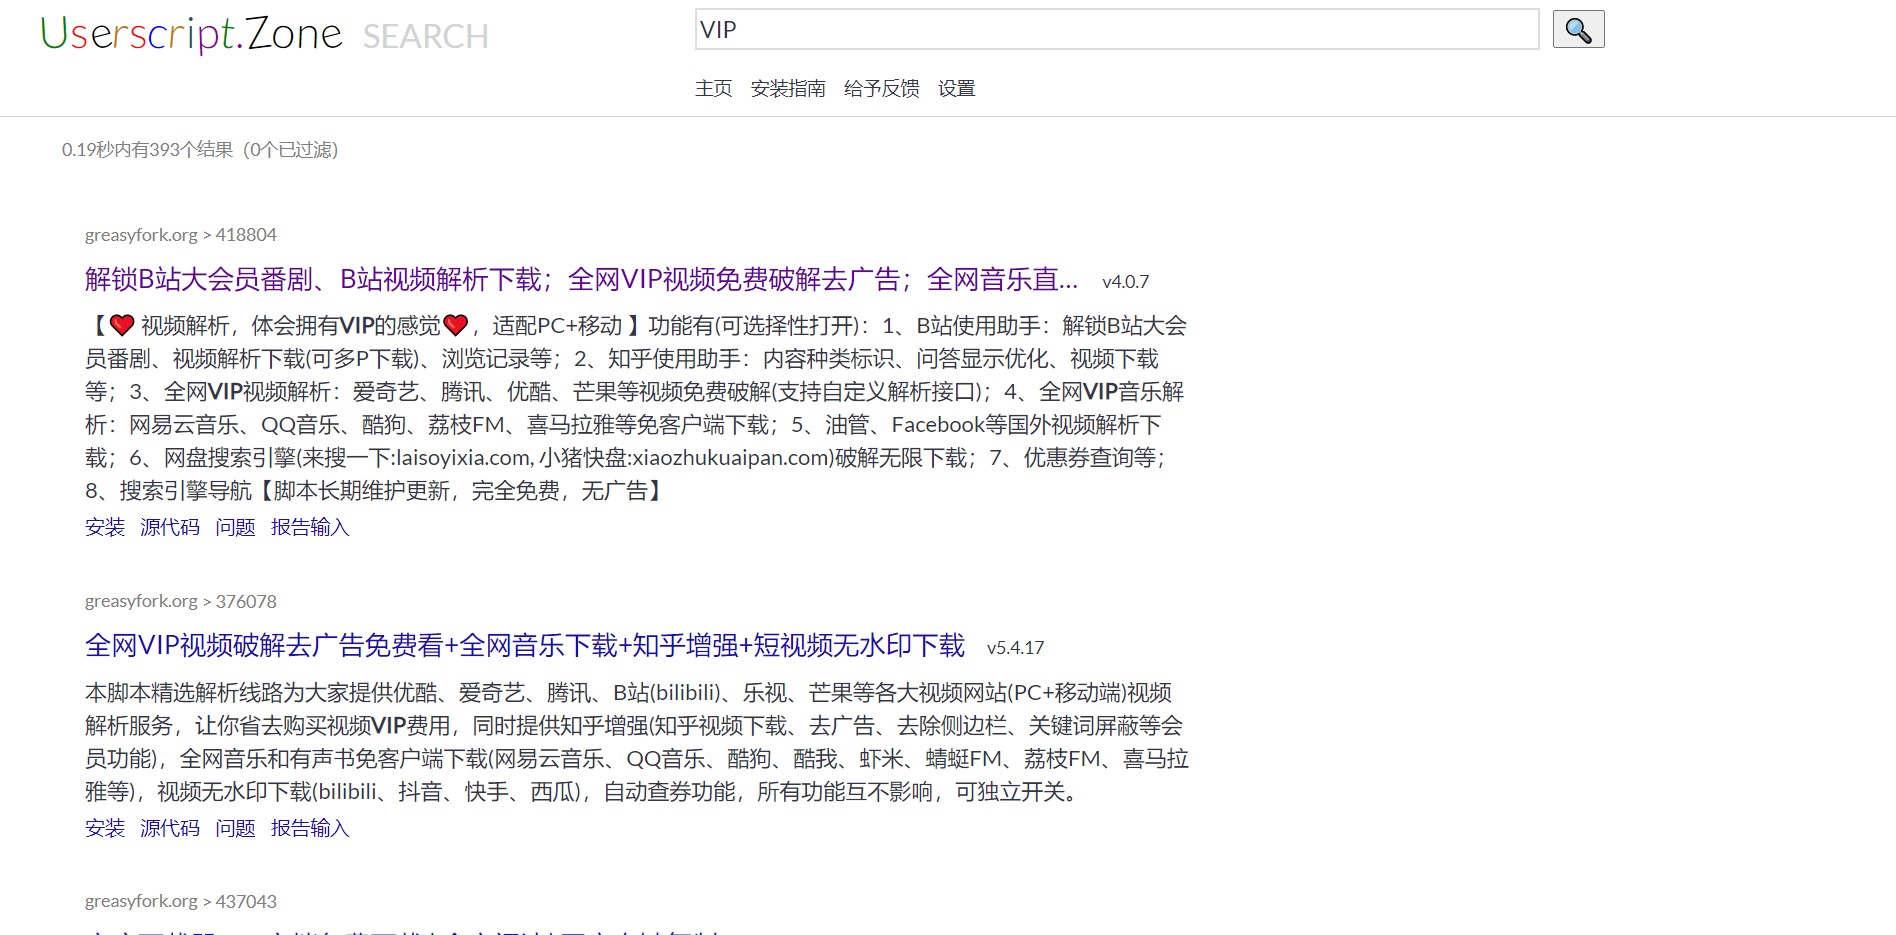 Userscript.Zone SEARCH
VIP
主页 安装指南 给予反馈 设置
0.19秒内有393个结果（0个已过滤）
greasyfork.org > 418804
解锁B站大会员番剧、B站视频解析下载；全网VIP视频免费破解去广告；全网音乐直... v4.0.7
【❤️ 视频解析，体会拥有VIP的感觉❤️，适配PC+移动 】功能有(可选择性打开)：1、B站使用助手：解锁B站大会
员番剧、视频解析下载(可多P下载)、浏览记录等；2、知乎使用助手：内容种类标识、问答显示优化、视频下载
等；3、全网VIP视频解析：爱奇艺、腾讯、优酷、芒果等视频免费破解(支持自定义解析接口)；4、全网VIP音乐解
析：网易云音乐、QQ音乐、酷狗、荔枝FM、喜马拉雅等免客户端下载；5、油管、Facebook等国外视频解析下
载；6、网盘搜索引擎(来搜一下:laisoyixia.com, 小猪快盘:xiaozhukuaipan.com)破解无限下载；7、优惠券查询等；
8、搜索引擎导航【脚本长期维护更新，完全免费，无广告】
安装 源代码 问题 报告输入
greasyfork.org > 376078
全网VIP视频破解去广告免费看+全网音乐下载+知乎增强+短视频无水印下载 v5.4.17
本脚本精选解析线路为大家提供优酷、爱奇艺、腾讯、B站(bilibili)、乐视、芒果等各大视频网站(PC+移动端)视频
解析服务，让你省去购买视频VIP费用，同时提供知乎增强(知乎视频下载、去广告、去除侧边栏、关键词屏蔽等会
员功能)，全网音乐和有声书免客户端下载(网易云音乐、QQ音乐、酷狗、酷我、虾米、蜻蜓FM、荔枝FM、喜马拉
雅等)，视频无水印下载(bilibili、抖音、快手、西瓜)，自动查券功能，所有功能互不影响，可独立开关。
安装 源代码 问题 报告输入
greasyfork.org > 437043